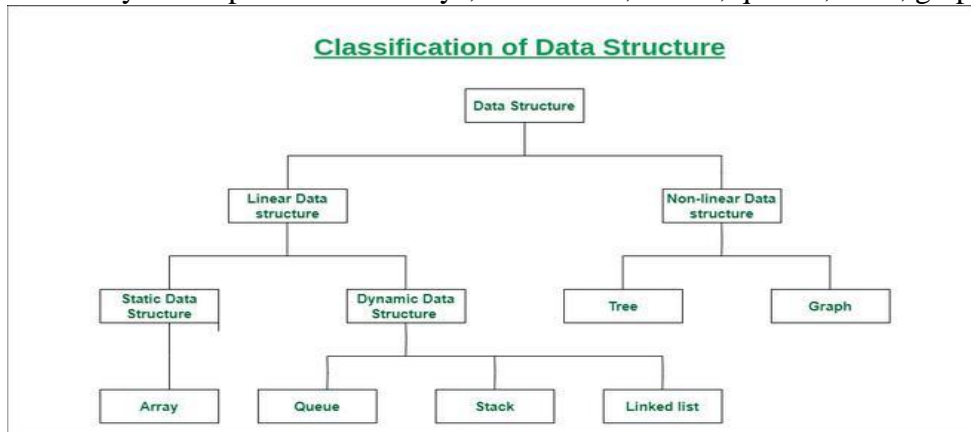 Classification of Data Structure
Data Structure
Linear Data
structure
Non-linear Data
structure
Static Data
Structure
Dynamic Data
Structure
Tree
Graph
Array
Queue
Stack
Linked list